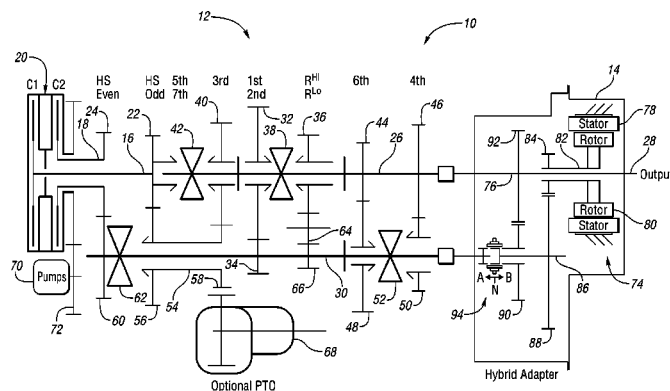 12
10
20
C1 C2
HS Even
HS Odd
5th 7th
3rd
1st 2nd
R^HI R^Lo
6th
4th
14
24
22
40
32
36
46
18
42
38
44
92
84
82
78
28
Stator
Rotor
16
26
76
Output
Rotor
Stator
80
64
70
Pumps
34
30
A
N
B
86
74
58
66
52
62
54
94
72
60
56
48
50
90
88
68
Optional PTO
Hybrid Adapter